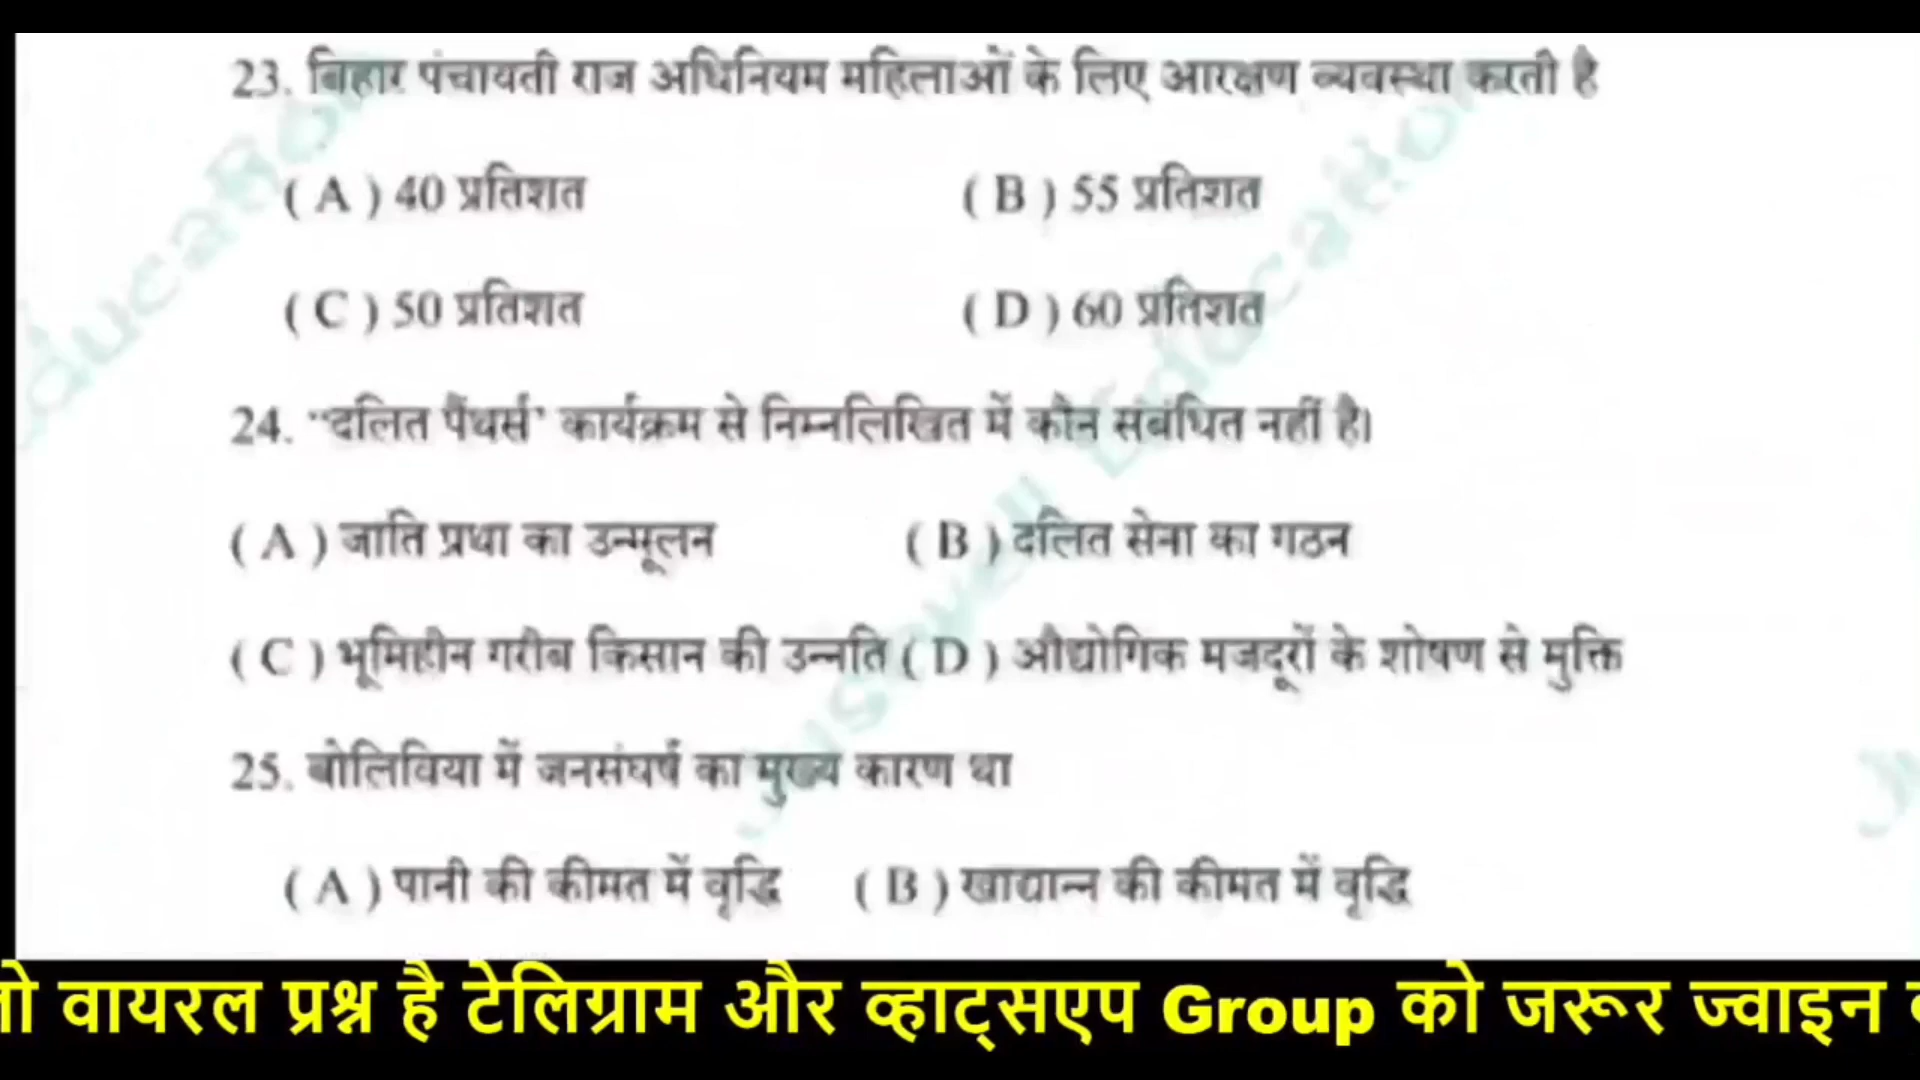 23. बिहार पंचायती राज अधिनियम महिलाओं के लिए आरक्षण व्यवस्था करती है
( A ) 40 प्रतिशत ( B ) 55 प्रतिशत
( C ) 50 प्रतिशत ( D ) 60 प्रतिशत
24. "दलित पैंथर्स' कार्यक्रम से निम्नलिखित में कौन संबंधित नहीं है।
( A ) जाति प्रथा का उन्मूलन ( B ) दलित सेना का गठन
( C ) भूमिहीन गरीब किसान की उन्नति ( D ) औद्योगिक मजदूरों के शोषण से मुक्ति
25. बोलिविया में जनसंघर्ष का मुख्य कारण था
( A ) पानी की कीमत में वृद्धि ( B ) खाद्यान्न की कीमत में वृद्धि
वायरल प्रश्न है टेलिग्राम और व्हाट्सएप Group को जरूर ज्वाइन
Education